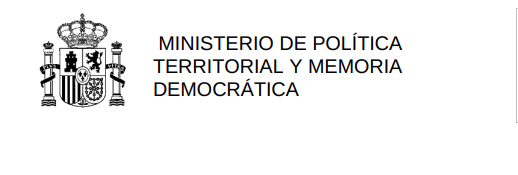 MINISTERIO DE POLÍTICA
TERRITORIAL Y MEMORIA
DEMOCRÁTICA